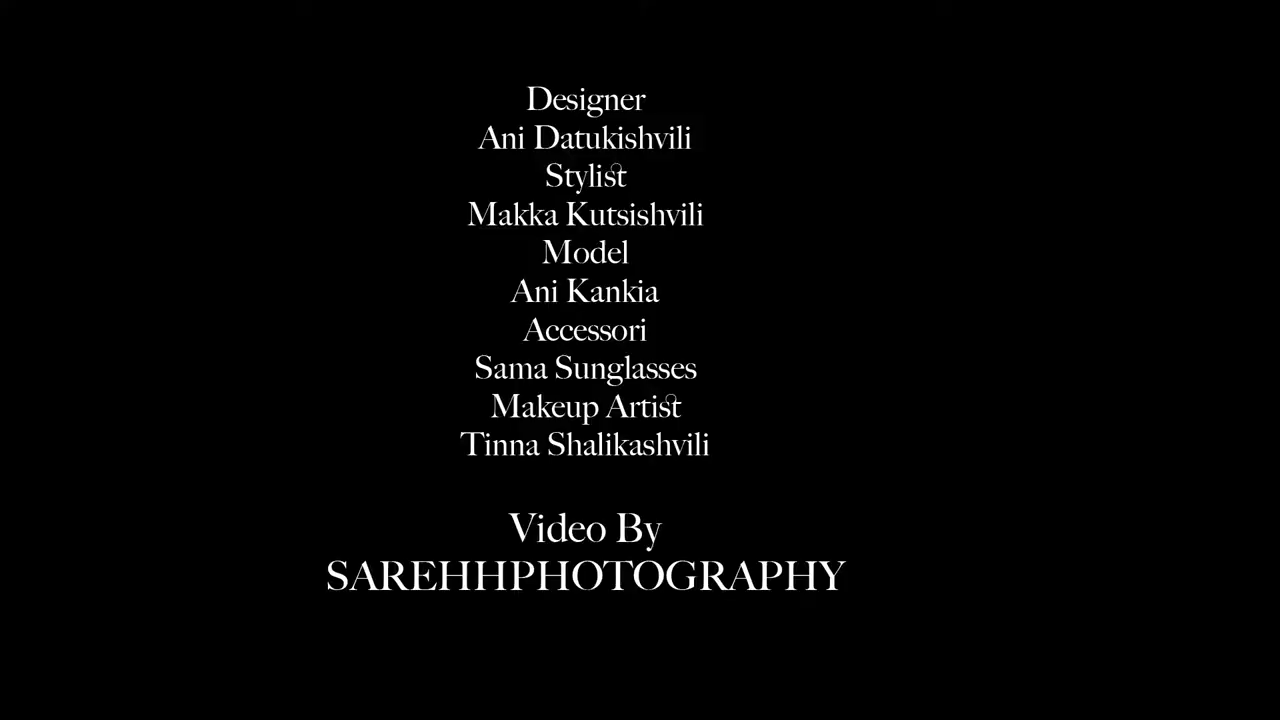 Designer
Ani Datukishvili
Stylist
Makka Kutsishvili
Model
Ani Kankia
Accessori
Sama Sunglasses
Makeup Artist
Tinna Shalikashvili
Video By
SAREHHPHOTOGRAPHY